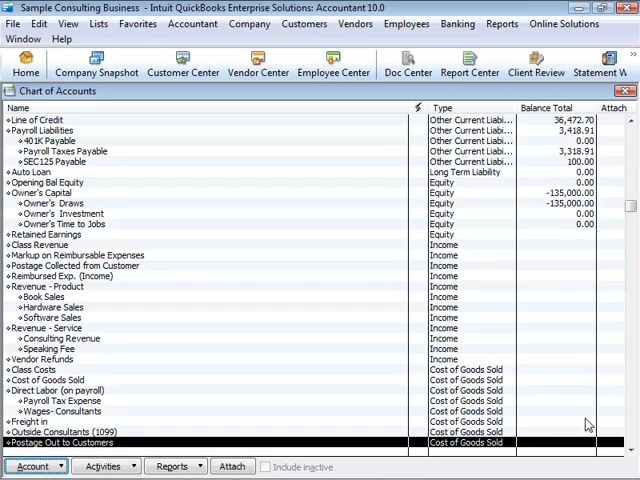 Sample Consulting Business - Intuit QuickBooks Enterprise Solutions: Accountant 10.0
File Edit View Lists Favorites Accountant Company Customers Vendors Employees Banking Reports Online Solutions
Window Help
Home Company Snapshot Customer Center Vendor Center Employee Center Doc Center Report Center Client Review Statement W
Chart of Accounts
Name Type Balance Total Attach
Line of Credit Other Current Liabi... 36,472.70
Payroll Liabilities Other Current Liabi... 3,418.91
401K Payable Other Current Liabi... 0.00
Payroll Taxes Payable Other Current Liabi... 3,318.91
SEC125 Payable Other Current Liabi... 100.00
Auto Loan Long Term Liability 0.00
Opening Bal Equity Equity 0.00
Owner's Capital Equity -135,000.00
Owner's Draws Equity -135,000.00
Owner's Investment Equity 0.00
Owner's Time to Jobs Equity 0.00
Retained Earnings Equity
Class Revenue Income
Markup on Reimbursable Expenses Income
Postage Collected from Customer Income
Reimbursed Exp. (Income) Income
Revenue - Product Income
Book Sales Income
Hardware Sales Income
Software Sales Income
Revenue - Service Income
Consulting Revenue Income
Speaking Fee Income
Vendor Refunds Income
Class Costs Cost of Goods Sold
Cost of Goods Sold Cost of Goods Sold
Direct Labor (on payroll) Cost of Goods Sold
Payroll Tax Expense Cost of Goods Sold
Wages- Consultants Cost of Goods Sold
Freight in Cost of Goods Sold
Outside Consultants (1099) Cost of Goods Sold
Postage Out to Customers Cost of Goods Sold
Account Activities Reports Attach Include inactive